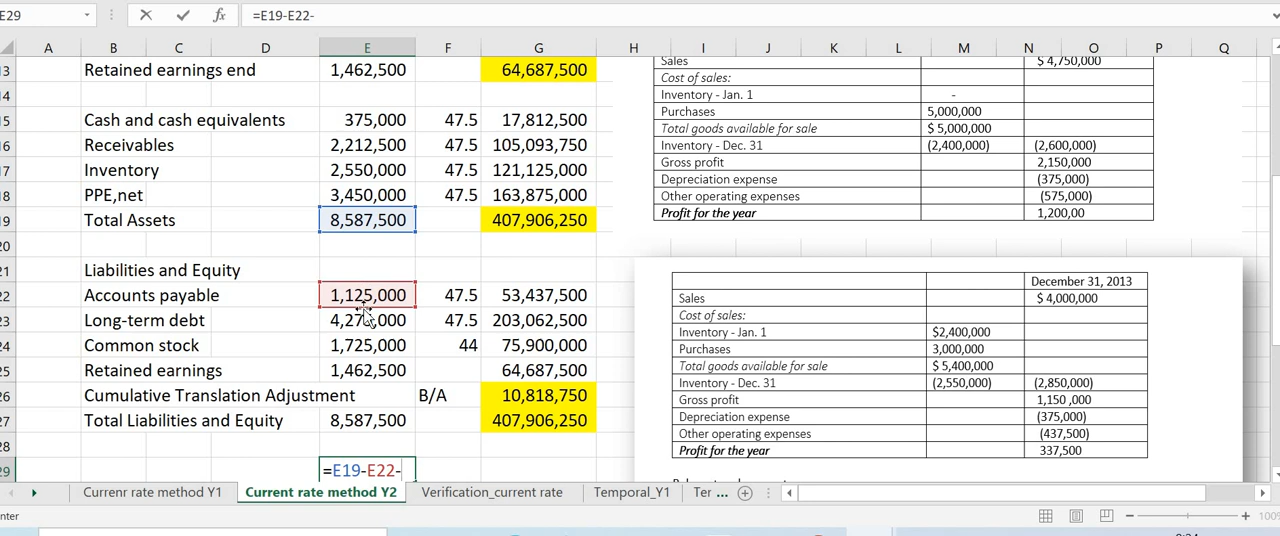 E29 =E19-E22-
A B C D E F G H I J K L M N O P Q
13 Retained earnings end 1,462,500 64,687,500
14
15 Cash and cash equivalents 375,000 47.5 17,812,500
16 Receivables 2,212,500 47.5 105,093,750
17 Inventory 2,550,000 47.5 121,125,000
18 PPE,net 3,450,000 47.5 163,875,000
19 Total Assets 8,587,500 407,906,250
20
21 Liabilities and Equity
22 Accounts payable 1,125,000 47.5 53,437,500
23 Long-term debt 47.5 203,062,500
24 Common stock 1,725,000 44 75,900,000
25 Retained earnings 1,462,500 64,687,500
26 Cumulative Translation Adjustment B/A 10,818,750
27 Total Liabilities and Equity 8,587,500 407,906,250
28
29 =E19-E22-
Sales $ 4,750,000
Cost of sales:
Inventory - Jan. 1 -
Purchases 5,000,000
Total goods available for sale $ 5,000,000
Inventory - Dec. 31 (2,400,000) (2,600,000)
Gross profit 2,150,000
Depreciation expense (375,000)
Other operating expenses (575,000)
Profit for the year 1,200,00
December 31, 2013
Sales $ 4,000,000
Cost of sales:
Inventory - Jan. 1 $2,400,000
Purchases 3,000,000
Total goods available for sale $ 5,400,000
Inventory - Dec. 31 (2,550,000) (2,850,000)
Gross profit 1,150 ,000
Depreciation expense (375,000)
Other operating expenses (437,500)
Profit for the year 337,500
Currenr rate method Y1 Current rate method Y2 Verification_current rate Temporal_Y1 Ter ...
nter 100%